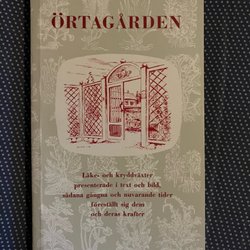 ÖRTAGÅRDEN
Läke- och kryddväxter
presenterade i text och bild,
sådana gångna och nuvarande tider
föreställt sig dem
och deras krafter